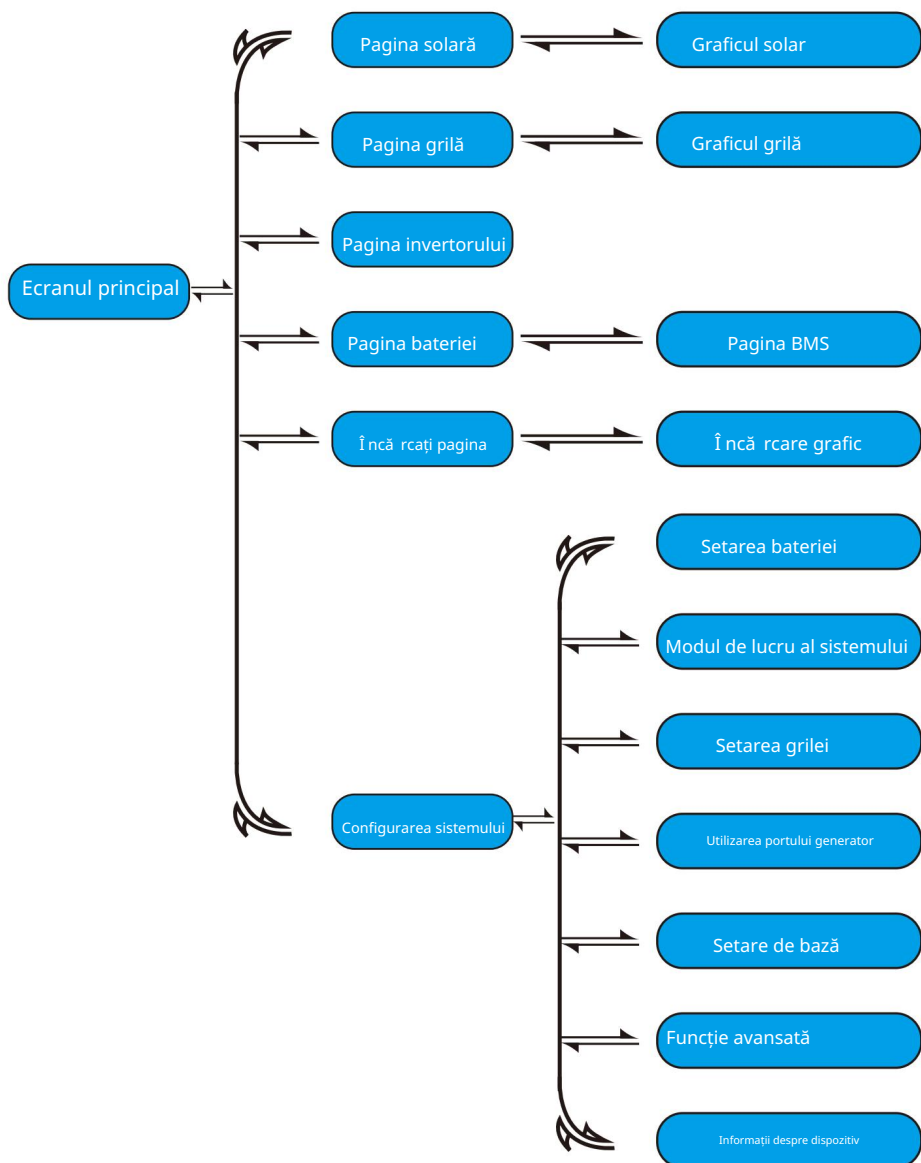 Pagina solară
Graficul solar
Pagina grilă
Graficul grilă
Pagina invertorului
Ecranul principal
Pagina bateriei
Pagina BMS
Î ncă rcați pagina
Î ncă rcare grafic
Setarea bateriei
Modul de lucru al sistemului
Setarea grilei
Configurarea sistemului
Utilizarea portului generator
Setare de bază
Funcție avansată
Informații despre dispozitiv